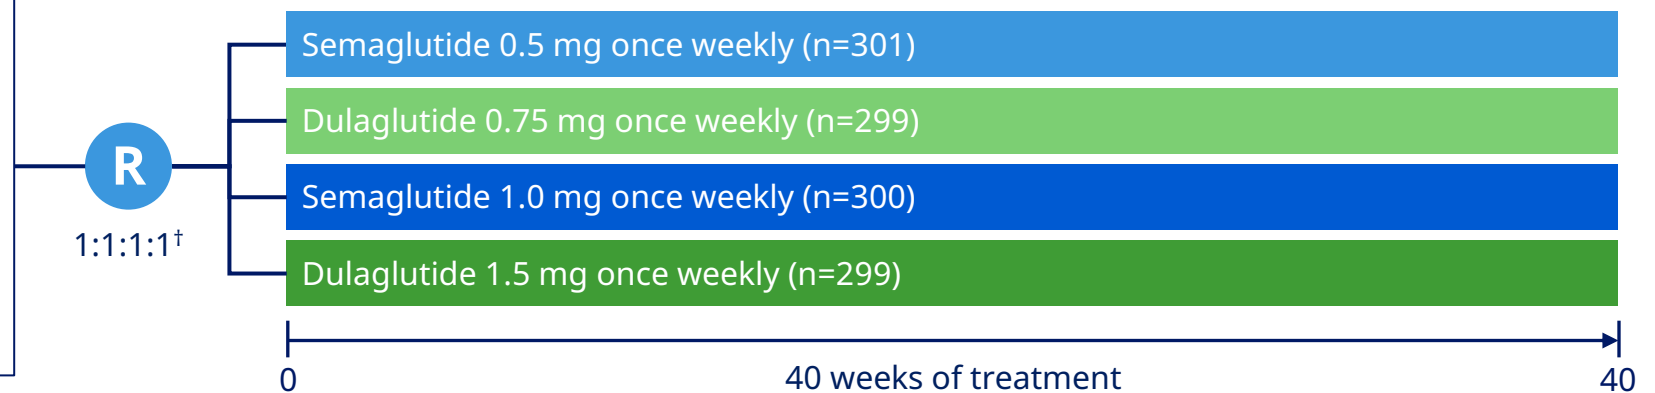 Semaglutide 0.5 mg once weekly (n=301)
Dulaglutide 0.75 mg once weekly (n=299)
R
Semaglutide 1.0 mg once weekly (n=300)
1:1:1:1†
Dulaglutide 1.5 mg once weekly (n=299)
0
40 weeks of treatment
40